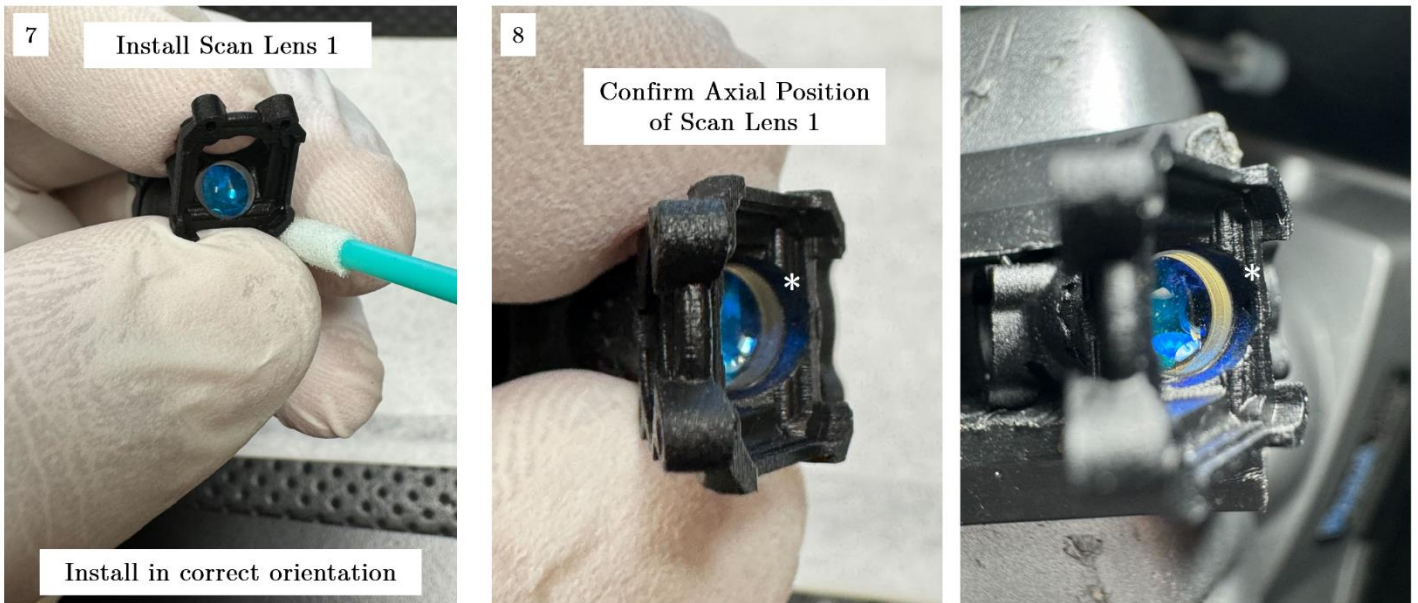 7
Install Scan Lens 1
Install in correct orientation
8
Confirm Axial Position
of Scan Lens 1
*
*